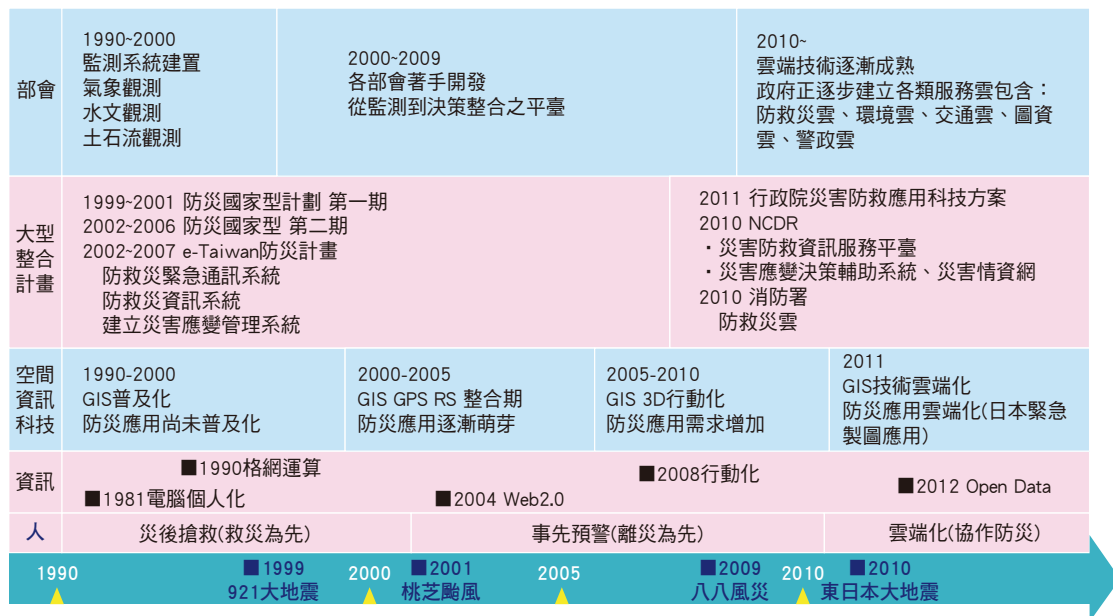 部會
1990~2000
監測系統建置
氣象觀測
水文觀測
土石流觀測
2000~2009
各部會著手開發
從監測到決策整合之平臺
2010~
雲端技術逐漸成熟
政府正逐步建立各類服務雲包含：
防救災雲、環境雲、交通雲、圖資
雲、警政雲
大型
整合
計畫
1999~2001 防災國家型計劃 第一期
2002~2006 防災國家型 第二期
2002~2007 e-Taiwan防災計畫
防救災緊急通訊系統
防救災資訊系統
建立災害應變管理系統
2011 行政院災害防救應用科技方案
2010 NCDR
・災害防救資訊服務平臺
・災害應變決策輔助系統、災害情資網
2010 消防署
防救災雲
空間
資訊
科技
1990-2000
GIS普及化
防災應用尚未普及化
2000-2005
GIS GPS RS 整合期
防災應用逐漸萌芽
2005-2010
GIS 3D行動化
防災應用需求增加
2011
GIS技術雲端化
防災應用雲端化(日本緊急
製圖應用)
資訊
■1990格網運算
■1981電腦個人化
■2004 Web2.0
■2008行動化
■2012 Open Data
人
災後搶救(救災為先)
事先預警(離災為先)
雲端化(協作防災)
1990
■1999
921大地震
2000
■2001
桃芝颱風
2005
■2009
八八風災
2010
■2010
東日本大地震